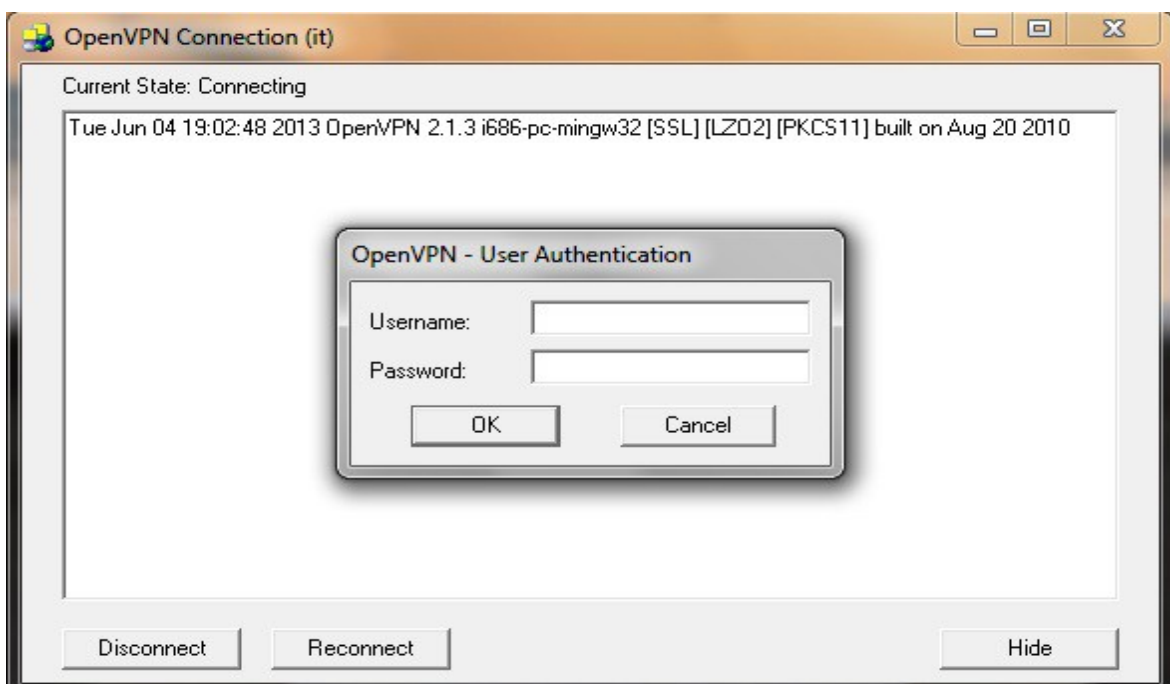 OpenVPN Connection (it)
Current State: Connecting
Tue Jun 04 19:02:48 2013 OpenVPN 2.1.3 i686-pc-mingw32 [SSL] [LZO2] [PKCS11] built on Aug 20 2010
OpenVPN - User Authentication
Username:
Password:
OK Cancel
Disconnect Reconnect Hide